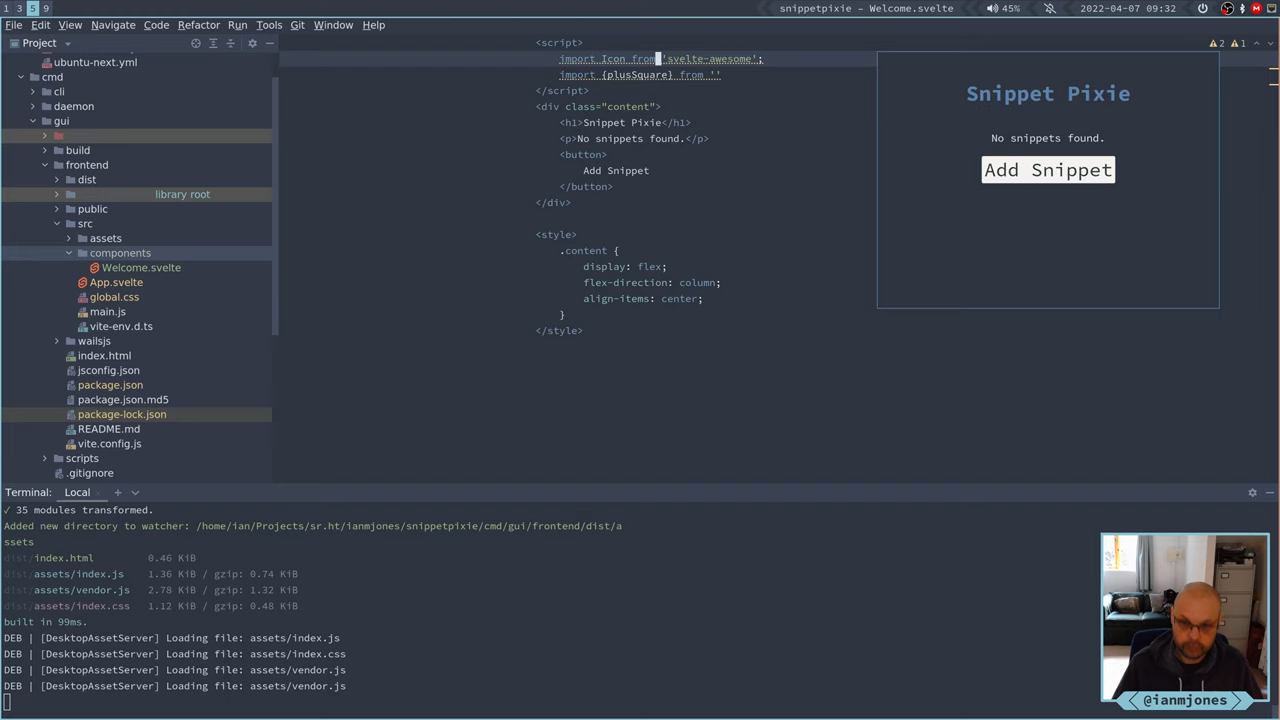 1 3 5 9
snippetpixie – Welcome.svelte
45%
2022-04-07 09:32
File Edit View Navigate Code Refactor Run Tools Git Window Help
Project
ubuntu-next.yml
cmd
cli
daemon
gui
build
frontend
dist
library root
public
src
assets
components
Welcome.svelte
App.svelte
global.css
main.js
vite-env.d.ts
wailsjs
index.html
jsconfig.json
package.json
package.json.md5
package-lock.json
README.md
vite.config.js
scripts
.gitignore
<script>
import Icon from 'svelte-awesome';
import {plusSquare} from ''
</script>
<div class="content">
<h1>Snippet Pixie</h1>
<p>No snippets found.</p>
<button>
Add Snippet
</button>
</div>
<style>
.content {
display: flex;
flex-direction: column;
align-items: center;
}
</style>
2 1
Snippet Pixie
No snippets found.
Add Snippet
Terminal: Local
✓ 35 modules transformed.
Added new directory to watcher: /home/ian/Projects/sr.ht/ianmjones/snippetpixie/cmd/gui/frontend/dist/a
ssets
dist/index.html 0.46 KiB
dist/assets/index.js 1.36 KiB / gzip: 0.74 KiB
dist/assets/vendor.js 2.78 KiB / gzip: 1.32 KiB
dist/assets/index.css 1.12 KiB / gzip: 0.48 KiB
built in 99ms.
DEB | [DesktopAssetServer] Loading file: assets/index.js
DEB | [DesktopAssetServer] Loading file: assets/index.css
DEB | [DesktopAssetServer] Loading file: assets/vendor.js
DEB | [DesktopAssetServer] Loading file: assets/vendor.js
@ianmjones